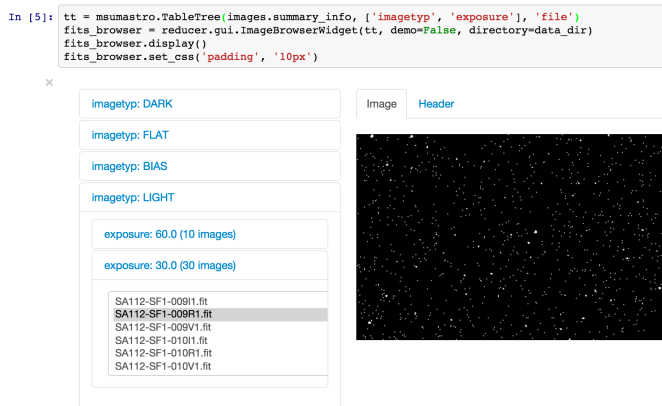 In [5]: tt = msumastro.TableTree(images.summary_info, ['imagetyp', 'exposure'], 'file')
fits_browser = reducer.gui.ImageBrowserWidget(tt, demo=False, directory=data_dir)
fits_browser.display()
fits_browser.set_css('padding', '10px')
×
imagetyp: DARK
imagetyp: FLAT
imagetyp: BIAS
imagetyp: LIGHT
exposure: 60.0 (10 images)
exposure: 30.0 (30 images)
SA112-SF1-009I1.fit
SA112-SF1-009R1.fit
SA112-SF1-009V1.fit
SA112-SF1-010I1.fit
SA112-SF1-010R1.fit
SA112-SF1-010V1.fit
Image Header